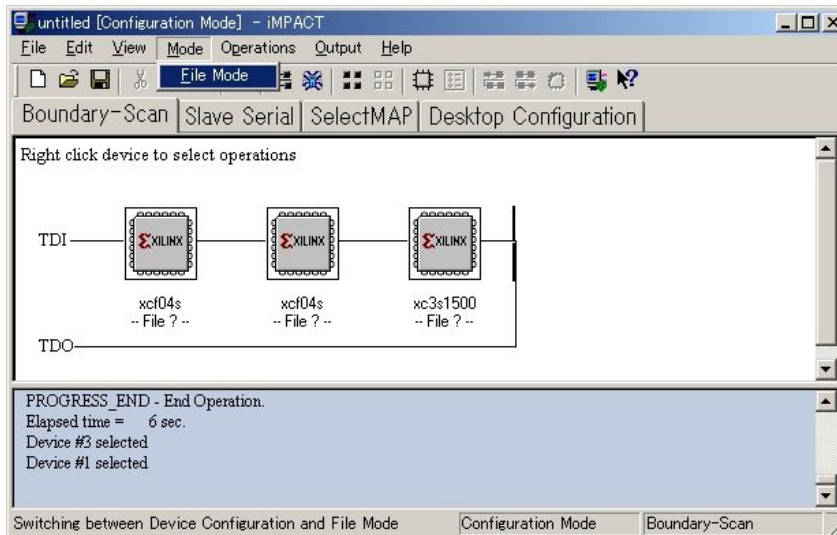 untitled [Configuration Mode] - iMPACT
File Edit View Mode Operations Output Help
File Mode
Boundary-Scan Slave Serial SelectMAP Desktop Configuration
Right click device to select operations
TDI XILINX XILINX XILINX
xcf04s xcf04s xc3s1500
-- File ? -- -- File ? -- -- File ? --
TDO
PROGRESS_END - End Operation.
Elapsed time = 6 sec.
Device #3 selected
Device #1 selected
Switching between Device Configuration and File Mode Configuration Mode Boundary-Scan